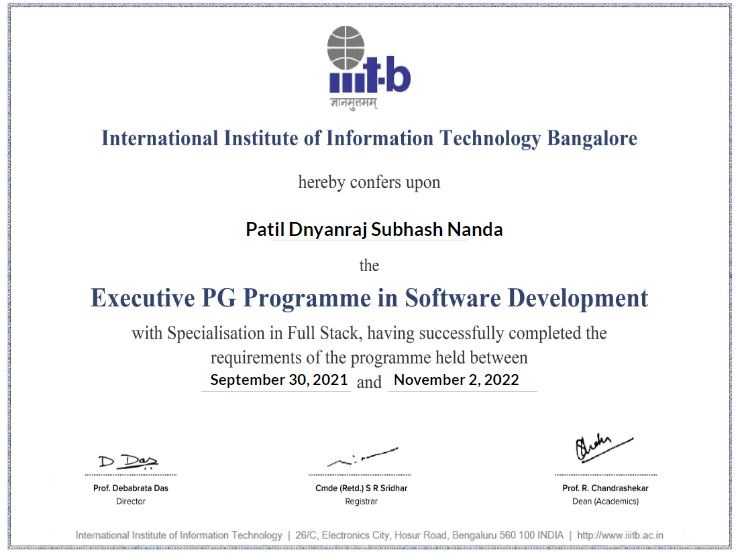 iiit-b
ज्ञानमुत्तमम्
International Institute of Information Technology Bangalore
hereby confers upon
Patil Dnyanraj Subhash Nanda
the
Executive PG Programme in Software Development
with Specialisation in Full Stack, having successfully completed the
requirements of the programme held between
September 30, 2021 and November 2, 2022
D Das
Prof. Debabrata Das
Director
Cmde (Retd.) S R Sridhar
Registrar
Prof. R. Chandrashekar
Dean (Academics)
International Institute of Information Technology | 26/C, Electronics City, Hosur Road, Bengaluru 560 100 INDIA | http://www.iiitb.ac.in